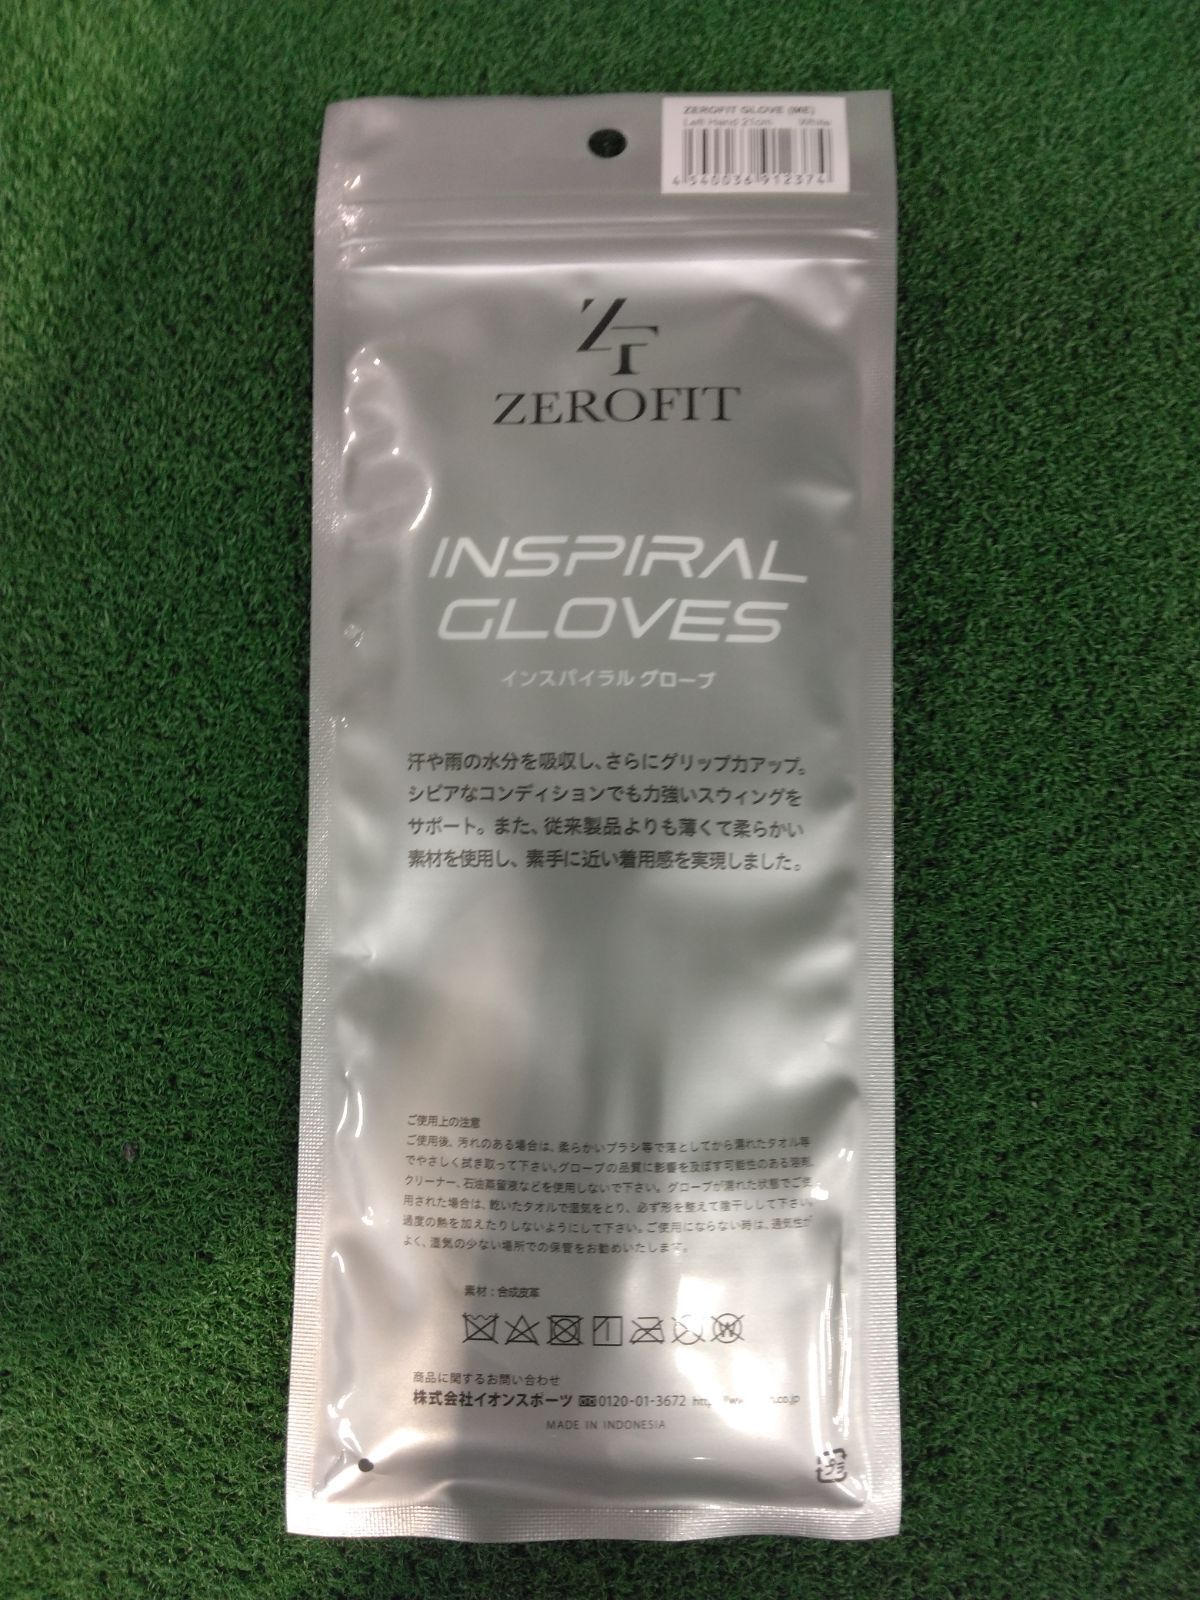 ZEROFIT GLOVE (ME)
Left Hand 21cm White
4 540036 912374
ZF
ZEROFIT
INSPIRAL
GLOVES
インスパイラル グローブ
汗や雨の水分を吸収し、さらにグリップ力アップ。
シビアなコンディションでも力強いスウィングを
サポート。また、従来製品よりも薄くて柔らかい
素材を使用し、素手に近い着用感を実現しました。
ご使用上の注意
ご使用後、汚れのある場合は、柔らかいブラシ等で落としてから濡れたタオル等
でやさしく拭き取って下さい。グローブの品質に影響を及ぼす可能性のある溶剤、
クリーナー、石油蒸留液などを使用しないで下さい。グローブが濡れた状態でご使
用された場合は、乾いたタオルで湿気をとり、必ず形を整えて陰干しして下さい。
過度の熱を加えたりしないようにして下さい。ご使用にならない時は、通気性が
よく、湿気の少ない場所での保管をお勧めいたします。
素材：合成皮革
W
商品に関するお問い合わせ
株式会社イオンスポーツ 0120-01-3672
MADE IN INDONESIA
プラ